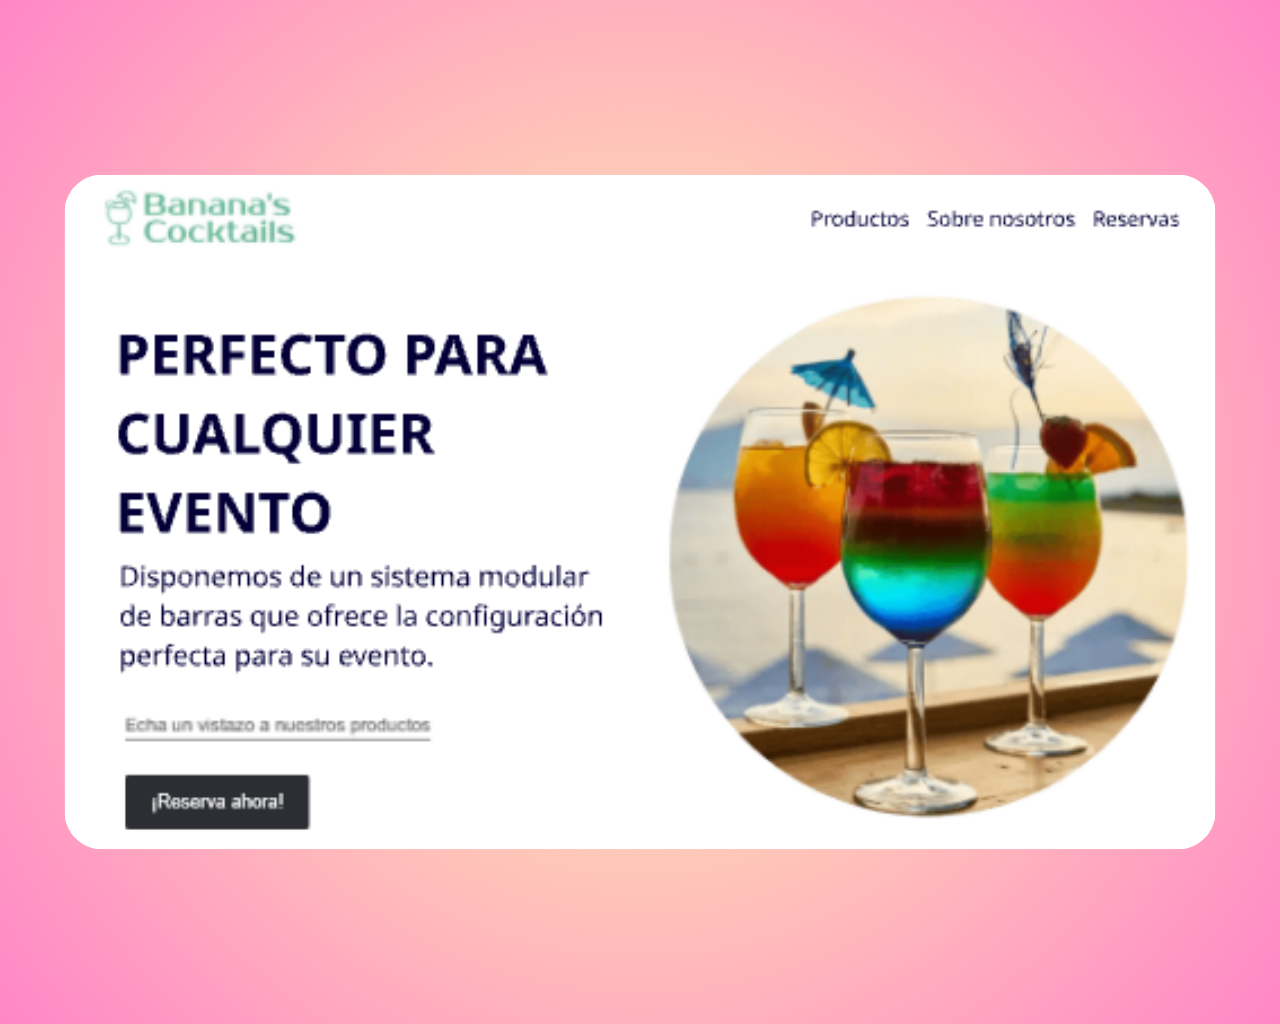 Banana's
Cocktails
Productos Sobre nosotros Reservas
PERFECTO PARA
CUALQUIER
EVENTO
Disponemos de un sistema modular
de barras que ofrece la configuración
perfecta para su evento.
Echa un vistazo a nuestros productos
¡Reserva ahora!